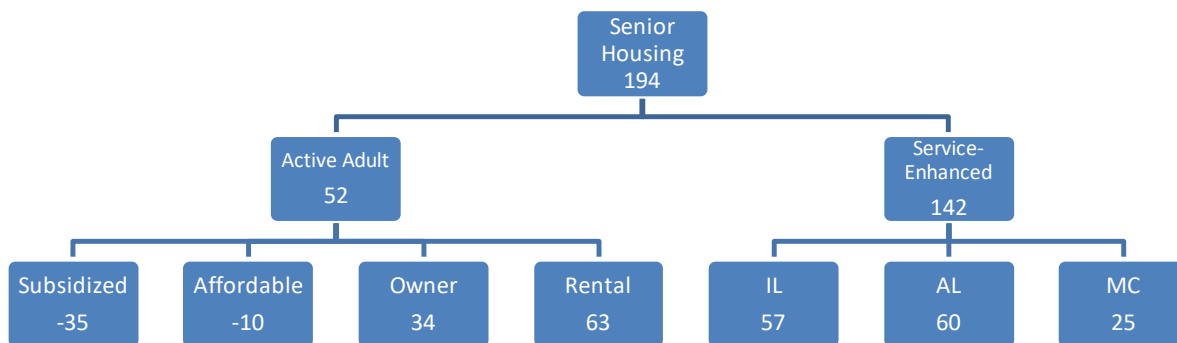 Senior
Housing
194
Active Adult
52
Service-
Enhanced
142
Subsidized
-35
Affordable
-10
Owner
34
Rental
63
IL
57
AL
60
MC
25